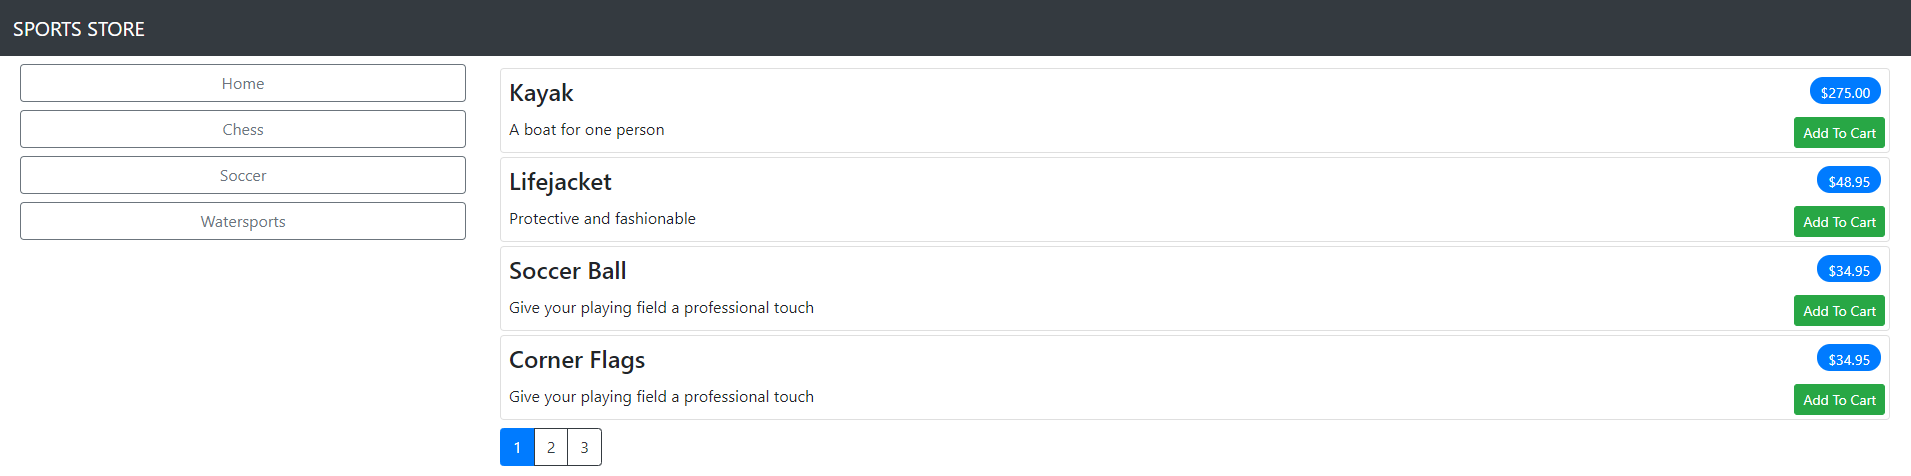 SPORTS STORE
Home
Chess
Soccer
Watersports
Kayak
$275.00
A boat for one person
Add To Cart
Lifejacket
$48.95
Protective and fashionable
Add To Cart
Soccer Ball
$34.95
Give your playing field a professional touch
Add To Cart
Corner Flags
$34.95
Give your playing field a professional touch
Add To Cart
1 2 3